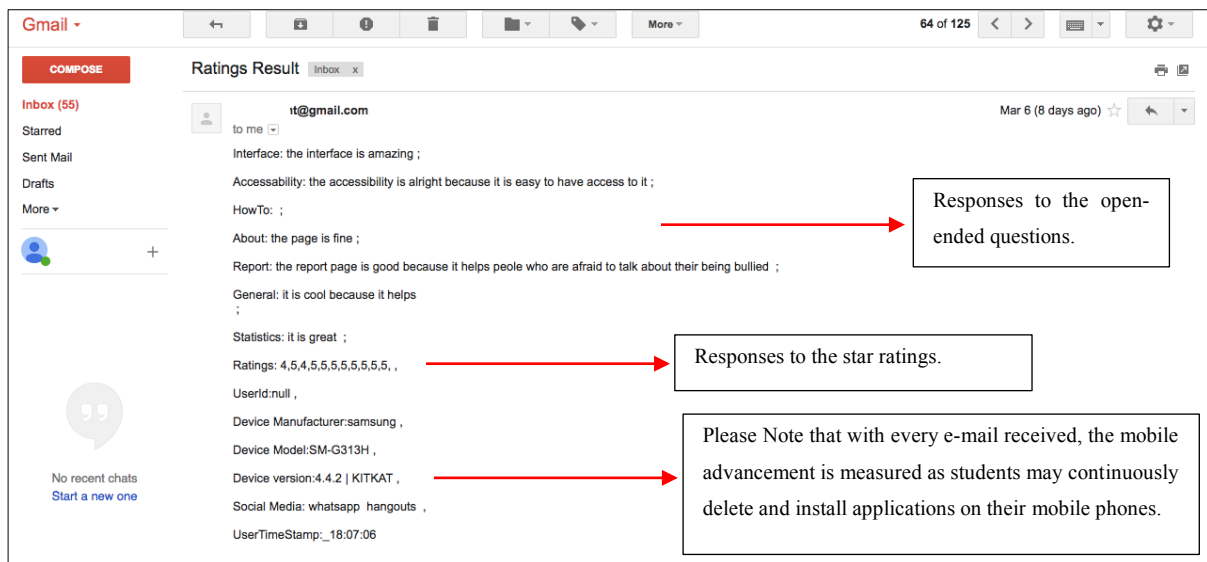 Gmail
More
64 of 125
COMPOSE
Ratings Result Inbox x
Inbox (55)
Starred
Sent Mail
Drafts
More
t@gmail.com
Mar 6 (8 days ago)
to me
Interface: the interface is amazing ;
Accessability: the accessibility is alright because it is easy to have access to it ;
HowTo: ;
About: the page is fine ;
Report: the report page is good because it helps peole who are afraid to talk about their being bullied ;
General: it is cool because it helps
;
Statistics: it is great ;
Ratings: 4,5,4,5,5,5,5,5,5,5,5, ,
UserId:null ,
Device Manufacturer:samsung ,
Device Model:SM-G313H ,
Device version:4.4.2 | KITKAT ,
Social Media: whatsapp hangouts ,
UserTimeStamp:_18:07:06
No recent chats
Start a new one
Responses to the open-
ended questions.
Responses to the star ratings.
Please Note that with every e-mail received, the mobile
advancement is measured as students may continuously
delete and install applications on their mobile phones.